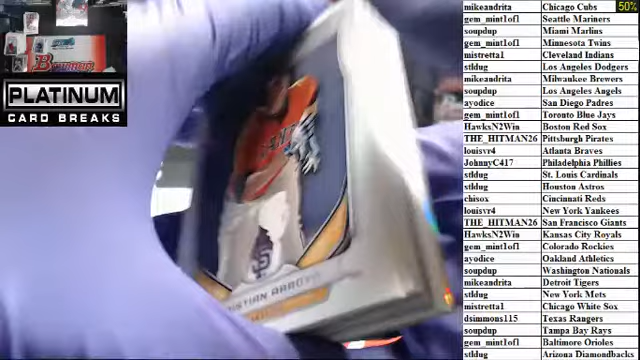 mikeandrita Chicago Cubs 50%
gem_mint1of1 Seattle Mariners
soupdup Miami Marlins
gem_mint1of1 Minnesota Twins
mistretta1 Cleveland Indians
stldug Los Angeles Dodgers
mikeandrita Milwaukee Brewers
soupdup Los Angeles Angels
ayodice San Diego Padres
gem_mint1of1 Toronto Blue Jays
HawksN2Win Boston Red Sox
THE_HITMAN26 Pittsburgh Pirates
louisvr4 Atlanta Braves
JohnnyC417 Philadelphia Phillies
stldug St. Louis Cardinals
stldug Houston Astros
chisox Cincinnati Reds
louisvr4 New York Yankees
THE_HITMAN26 San Francisco Giants
HawksN2Win Kansas City Royals
gem_mint1of1 Colorado Rockies
ayodice Oakland Athletics
soupdup Washington Nationals
mikeandrita Detroit Tigers
stldug New York Mets
mistretta1 Chicago White Sox
dsimmons115 Texas Rangers
soupdup Tampa Bay Rays
gem_mint1of1 Baltimore Orioles
stldug Arizona Diamondbacks
Bowman
PLATINUM
CARD BREAKS